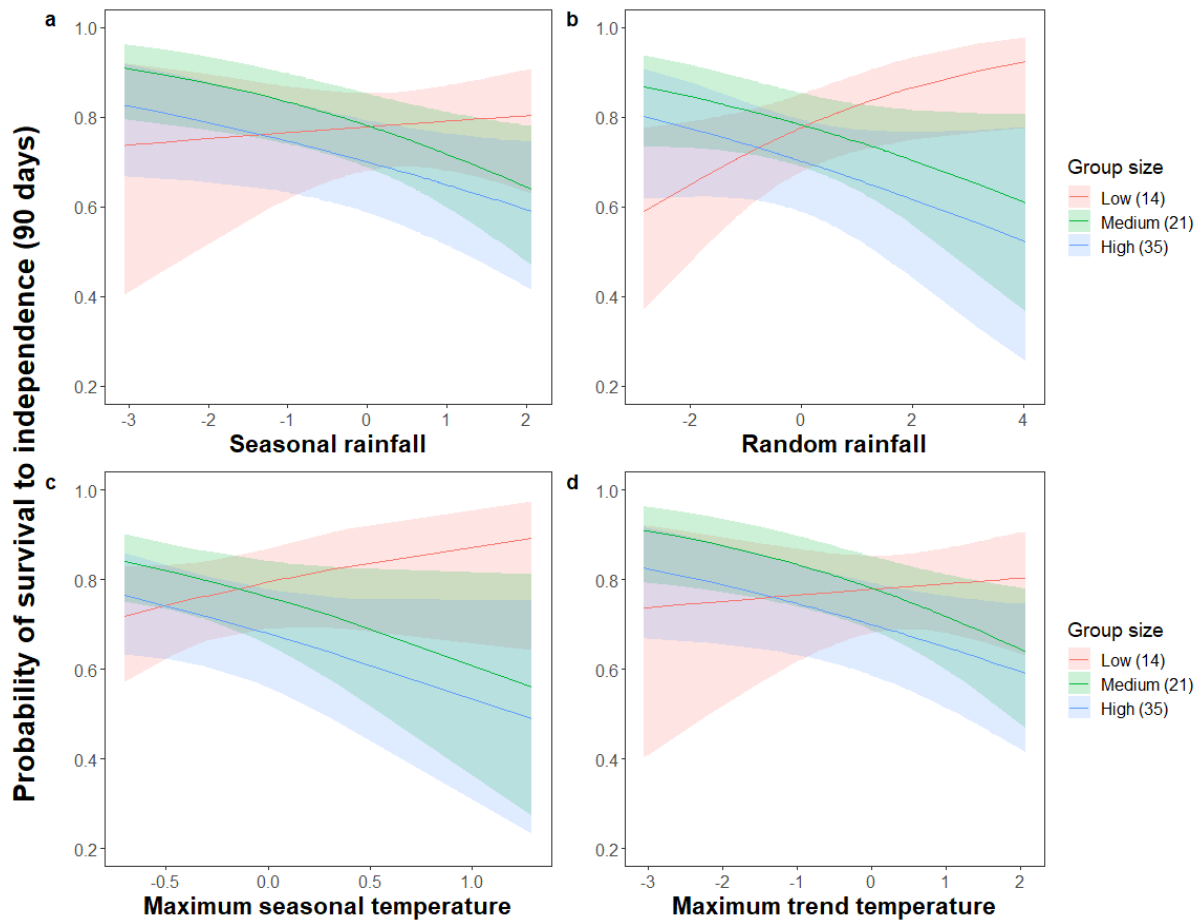 Probability of survival to independence (90 days)
a
1.0
0.8
0.6
0.4
0.2
-3
-2
-1
0
1
2
Seasonal rainfall
b
1.0
0.8
0.6
0.4
0.2
-2
0
2
4
Random rainfall
Group size
Low (14)
Medium (21)
High (35)
c
1.0
0.8
0.6
0.4
0.2
-0.5
0.0
0.5
1.0
Maximum seasonal temperature
d
1.0
0.8
0.6
0.4
0.2
-3
-2
-1
0
1
2
Maximum trend temperature
Group size
Low (14)
Medium (21)
High (35)